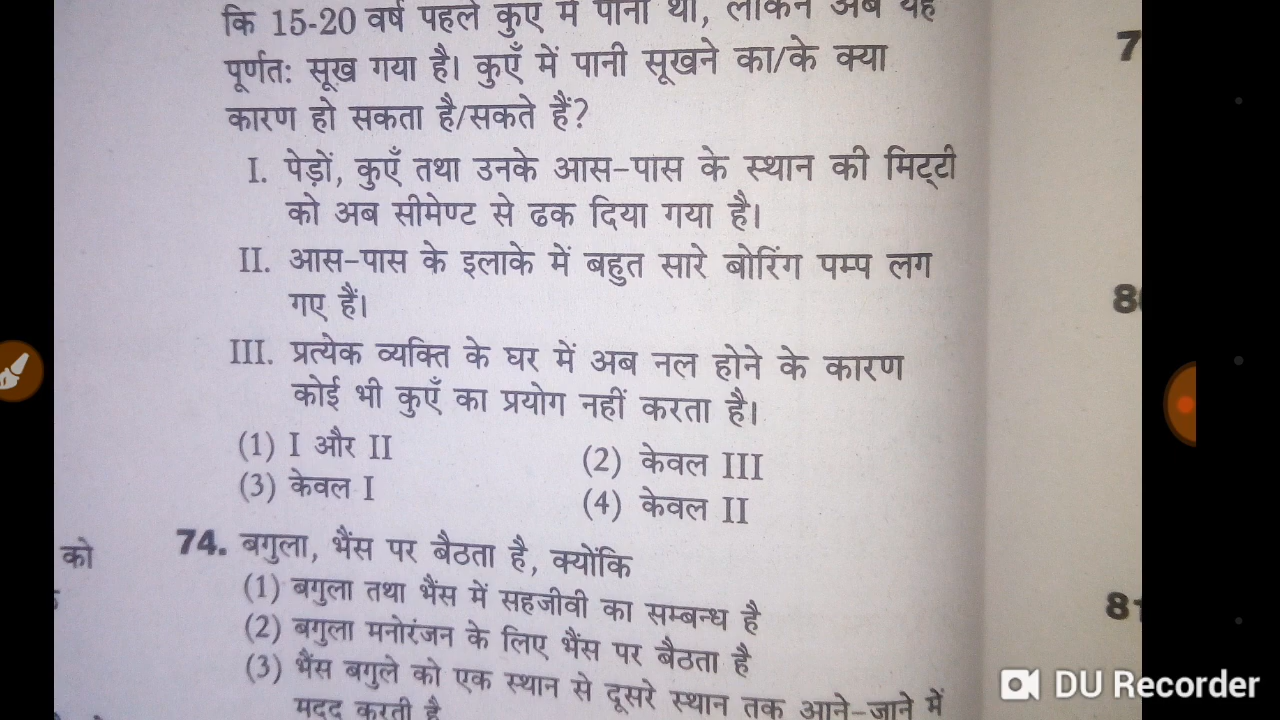 कि 15-20 वर्ष पहले कुएँ में पानी था, लेकिन अब यह
पूर्णतः सूख गया है। कुएँ में पानी सूखने का/के क्या
कारण हो सकता है/सकते हैं?
I. पेड़ों, कुएँ तथा उनके आस-पास के स्थान की मिट्टी
को अब सीमेण्ट से ढक दिया गया है।
II. आस-पास के इलाके में बहुत सारे बोरिंग पम्प लग
गए हैं।
III. प्रत्येक व्यक्ति के घर में अब नल होने के कारण
कोई भी कुएँ का प्रयोग नहीं करता है।
(1) I और II
(2) केवल III
(3) केवल I
(4) केवल II
74. बगुला, भैंस पर बैठता है, क्योंकि
(1) बगुला तथा भैंस में सहजीवी का सम्बन्ध है
(2) बगुला मनोरंजन के लिए भैंस पर बैठता है
(3) भैंस बगुले को एक स्थान से दूसरे स्थान तक आने-जाने में
मदद करती है
को
7
8
81
DU Recorder